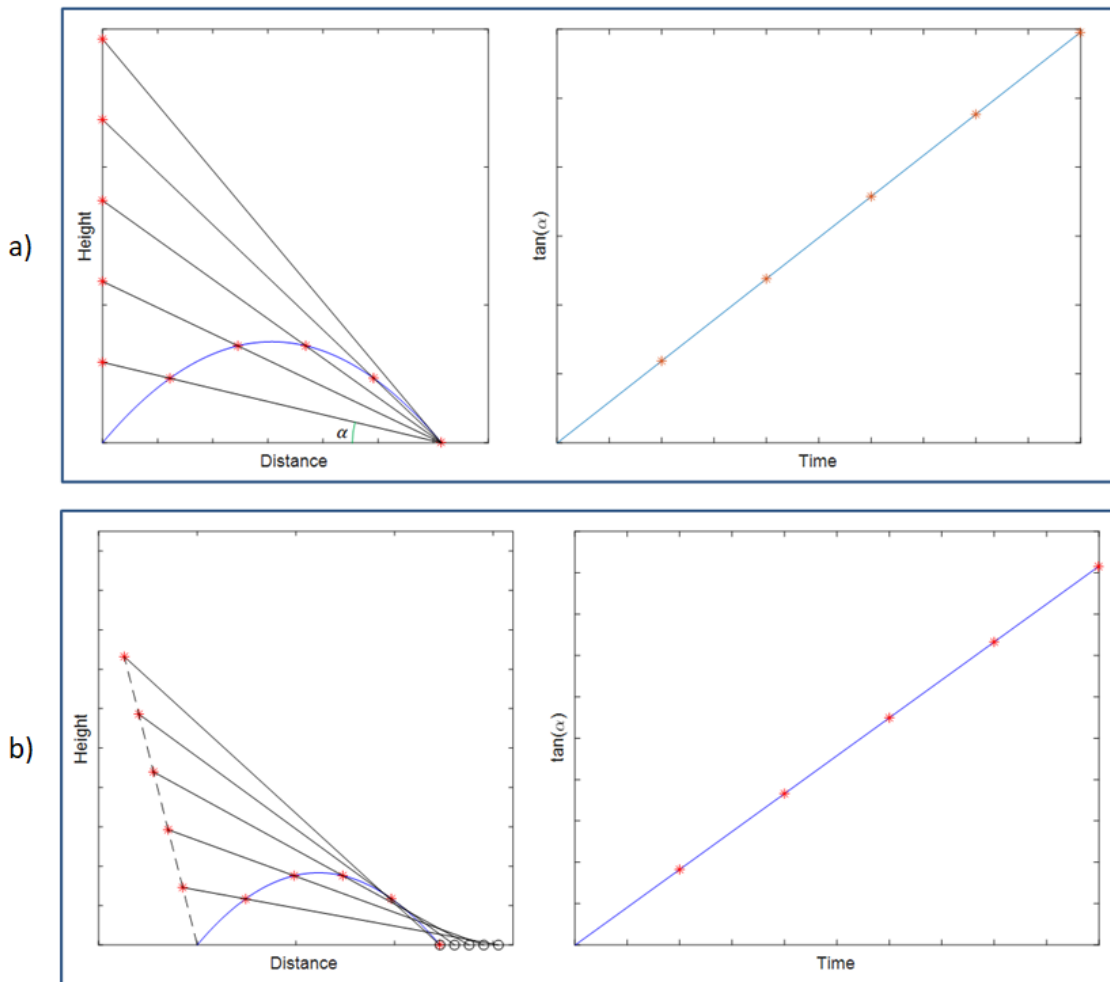 a)
Height
α
Distance
tan(α)
Time
b)
Height
Distance
tan(α)
Time